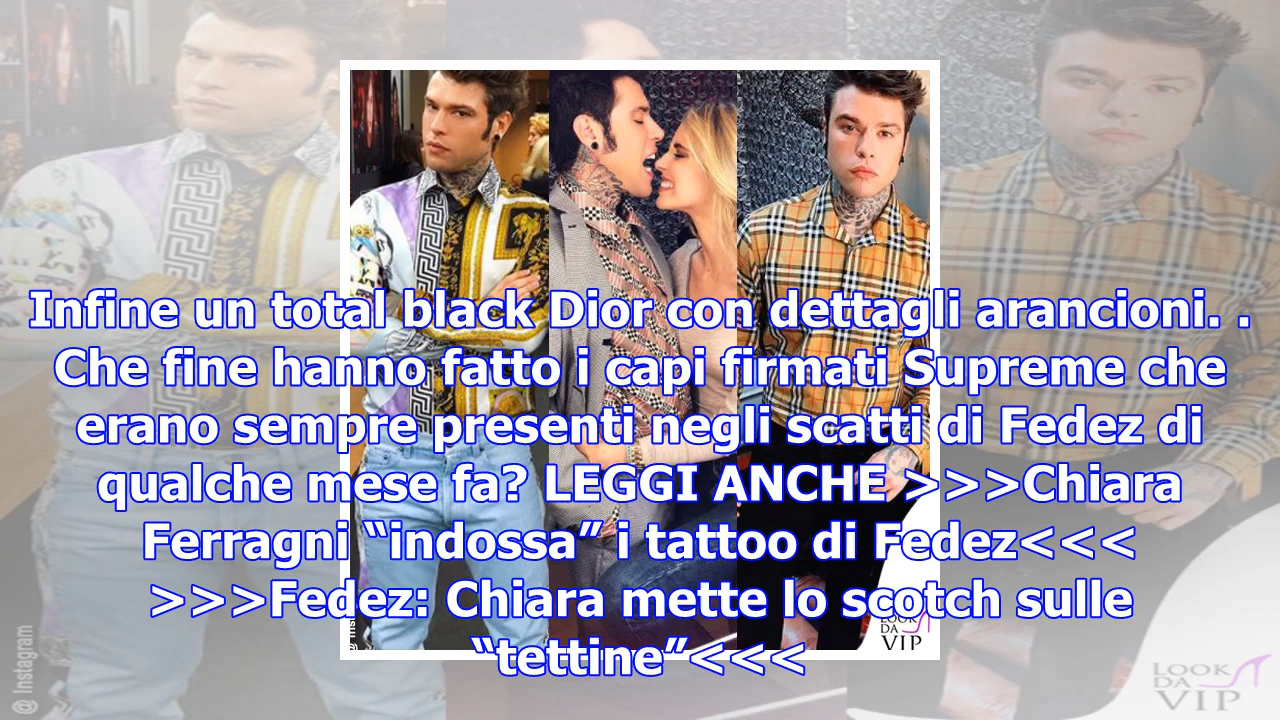 Infine un total black Dior con dettagli arancioni. .
Che fine hanno fatto i capi firmati Supreme che
erano sempre presenti negli scatti di Fedez di
qualche mese fa? LEGGI ANCHE >>>Chiara
Ferragni “indossa” i tattoo di Fedez<<<
>>>Fedez: Chiara mette lo scotch sulle
“tettine”<<<
@ Instagram
LOOK
DA
VIP
LOOK
DA
VIP